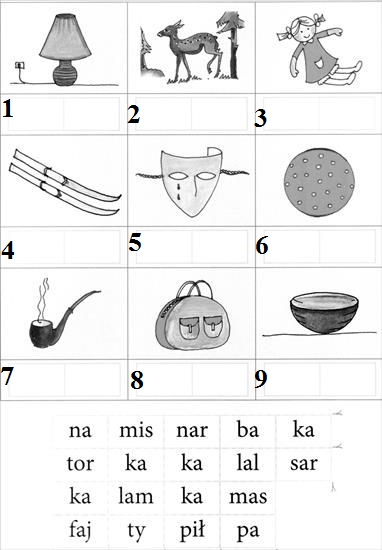 1 2 3
4 5 6
7 8 9
na mis nar ba ka
tor ka ka lal sar
ka lam ka mas
faj ty pił pa